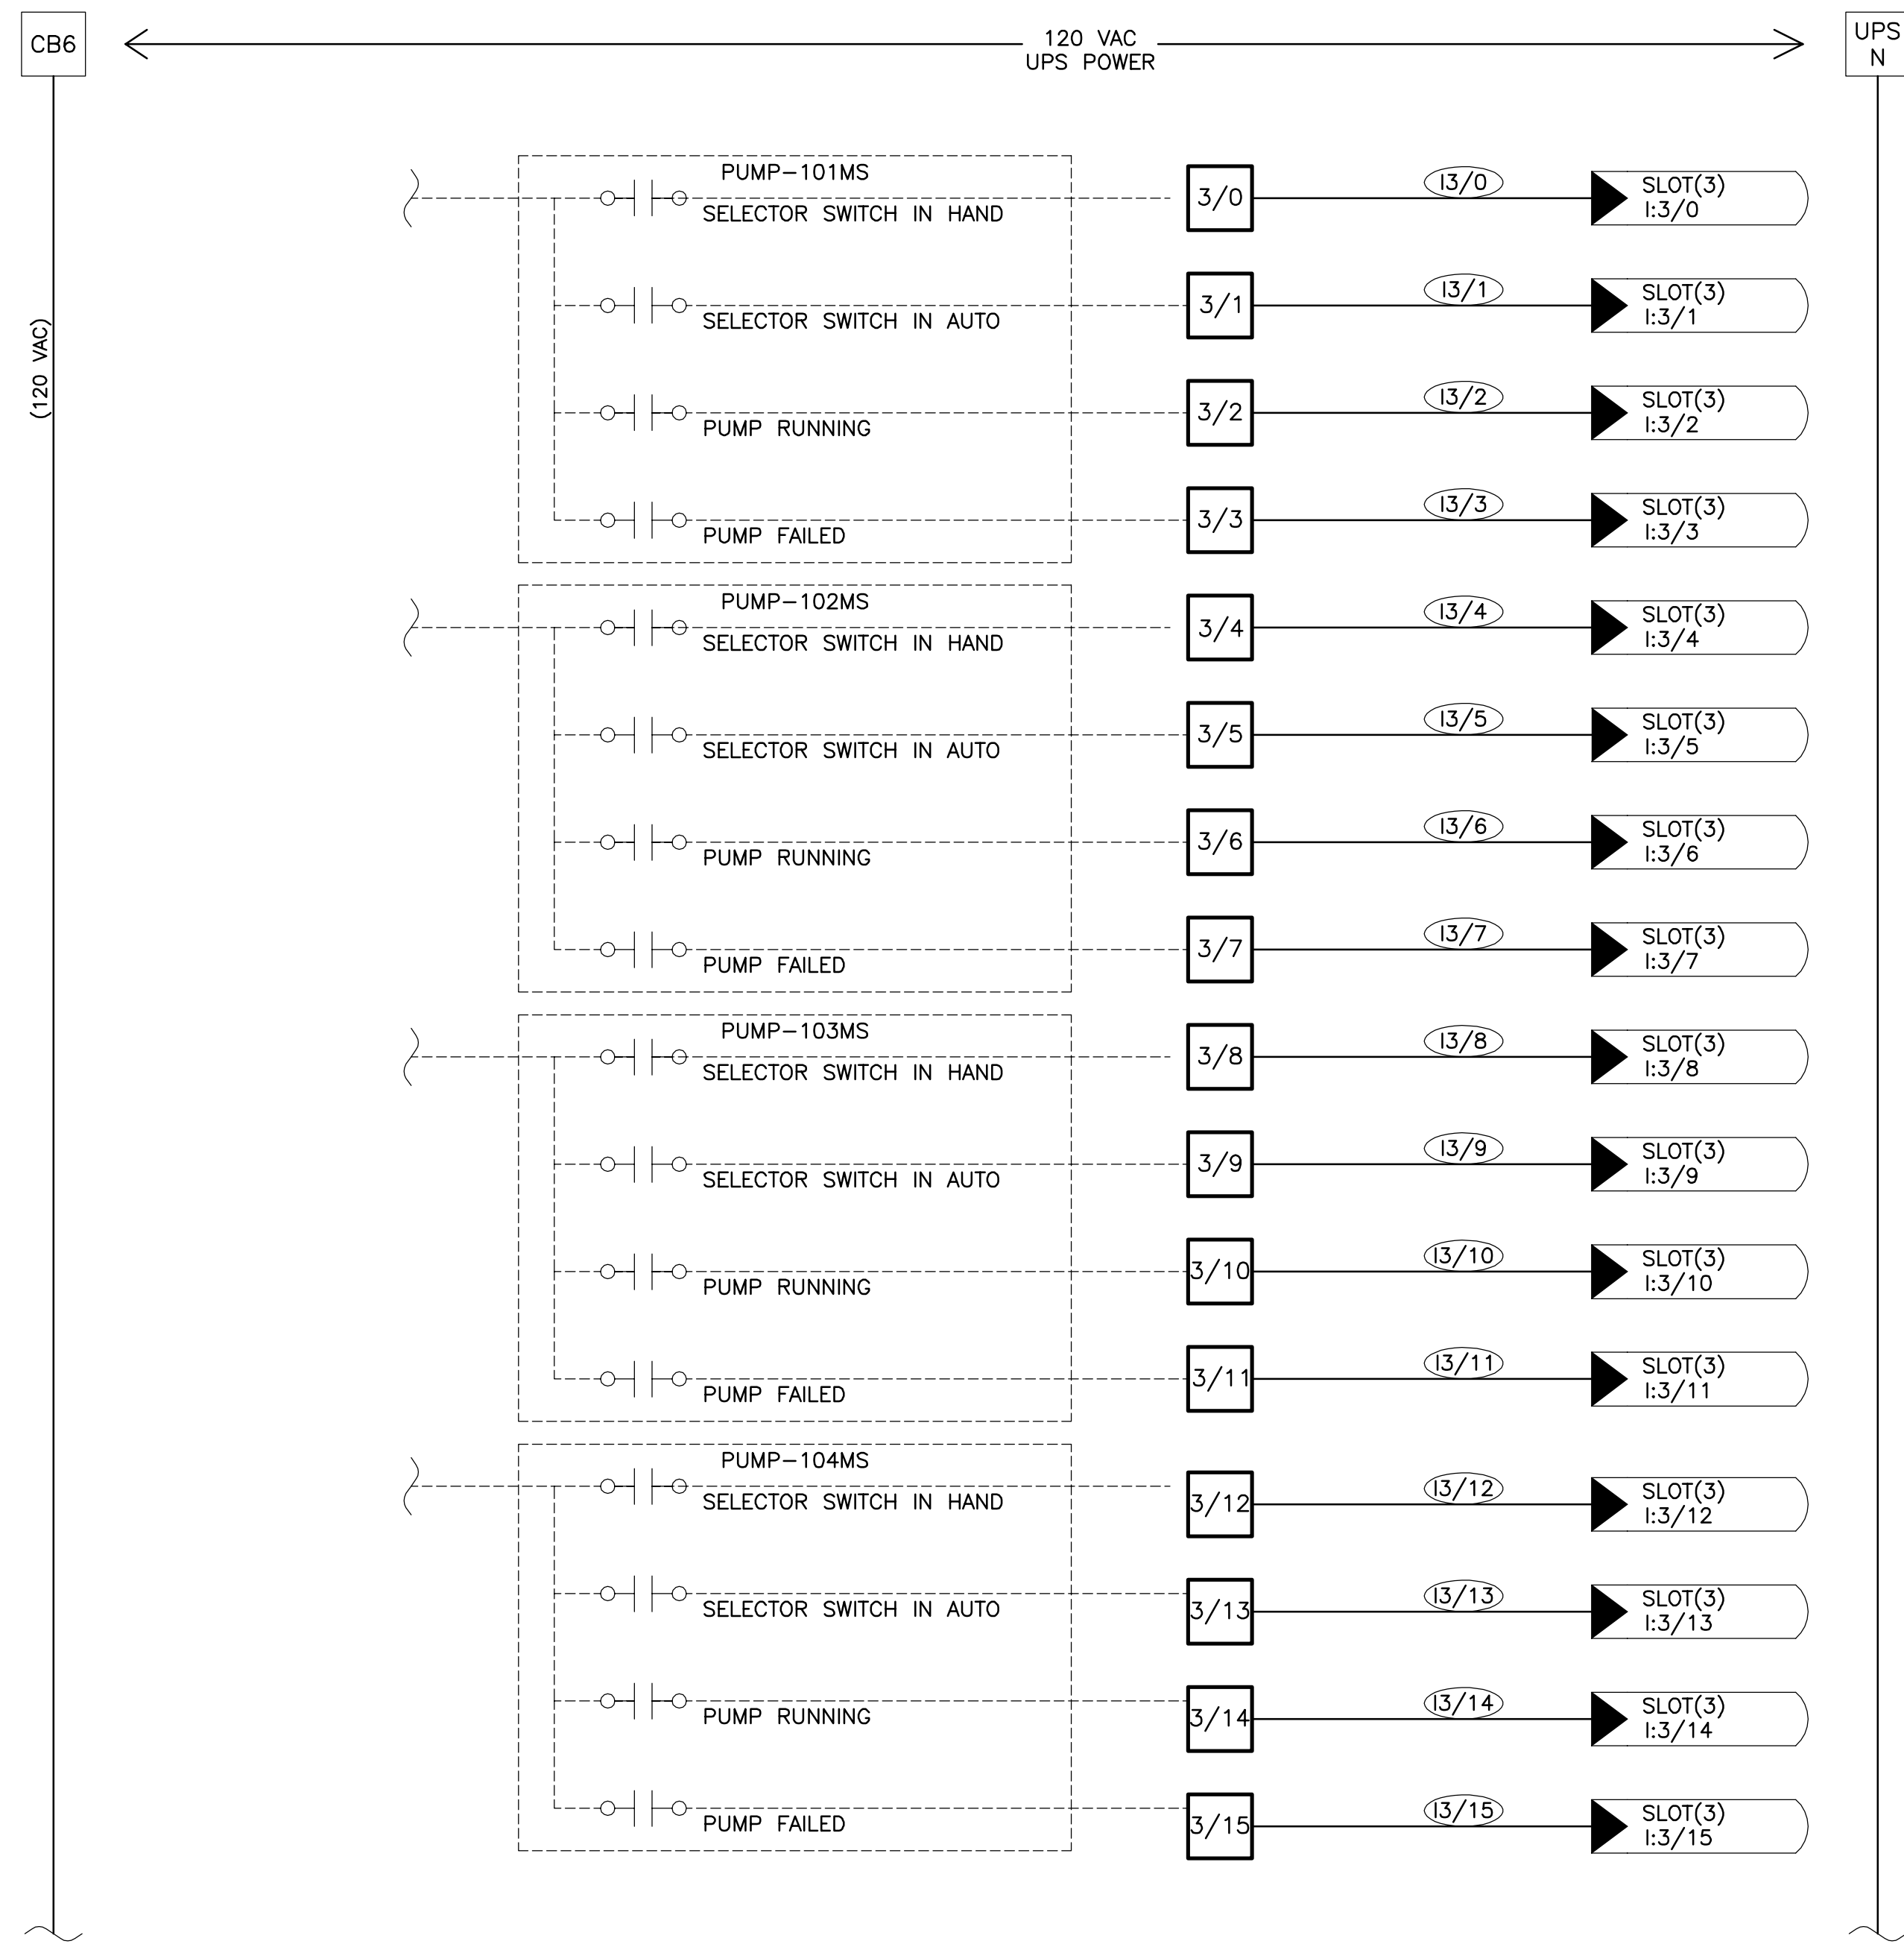 CB6
120 VAC
UPS POWER
UPS
N
(120 VAC)
PUMP-101MS
SELECTOR SWITCH IN HAND
3/0
I3/0
SLOT(3)
I:3/0
SELECTOR SWITCH IN AUTO
3/1
I3/1
SLOT(3)
I:3/1
PUMP RUNNING
3/2
I3/2
SLOT(3)
I:3/2
PUMP FAILED
3/3
I3/3
SLOT(3)
I:3/3
PUMP-102MS
SELECTOR SWITCH IN HAND
3/4
I3/4
SLOT(3)
I:3/4
SELECTOR SWITCH IN AUTO
3/5
I3/5
SLOT(3)
I:3/5
PUMP RUNNING
3/6
I3/6
SLOT(3)
I:3/6
PUMP FAILED
3/7
I3/7
SLOT(3)
I:3/7
PUMP-103MS
SELECTOR SWITCH IN HAND
3/8
I3/8
SLOT(3)
I:3/8
SELECTOR SWITCH IN AUTO
3/9
I3/9
SLOT(3)
I:3/9
PUMP RUNNING
3/10
I3/10
SLOT(3)
I:3/10
PUMP FAILED
3/11
I3/11
SLOT(3)
I:3/11
PUMP-104MS
SELECTOR SWITCH IN HAND
3/12
I3/12
SLOT(3)
I:3/12
SELECTOR SWITCH IN AUTO
3/13
I3/13
SLOT(3)
I:3/13
PUMP RUNNING
3/14
I3/14
SLOT(3)
I:3/14
PUMP FAILED
3/15
I3/15
SLOT(3)
I:3/15